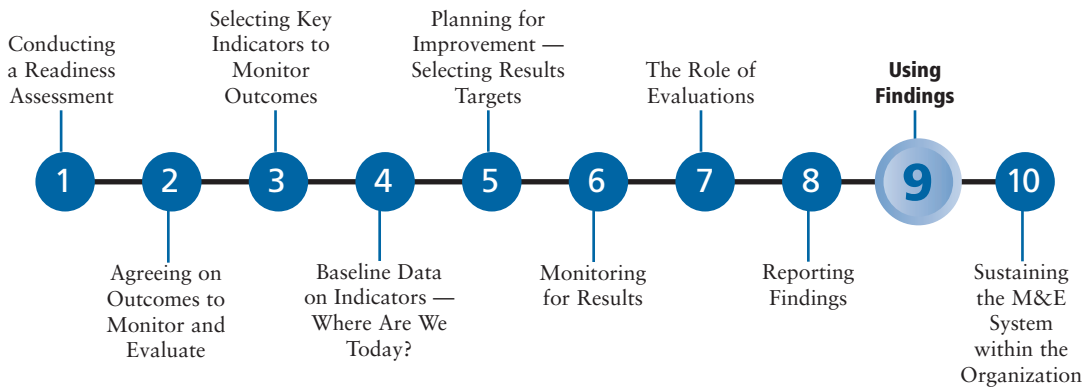 Conducting
a Readiness
Assessment
Selecting Key
Indicators to
Monitor
Outcomes
Planning for
Improvement —
Selecting Results
Targets
The Role of
Evaluations
Using
Findings
1
2
3
4
5
6
7
8
9
10
Agreeing on
Outcomes to
Monitor and
Evaluate
Baseline Data
on Indicators —
Where Are We
Today?
Monitoring
for Results
Reporting
Findings
Sustaining
the M&E
System
within the
Organization